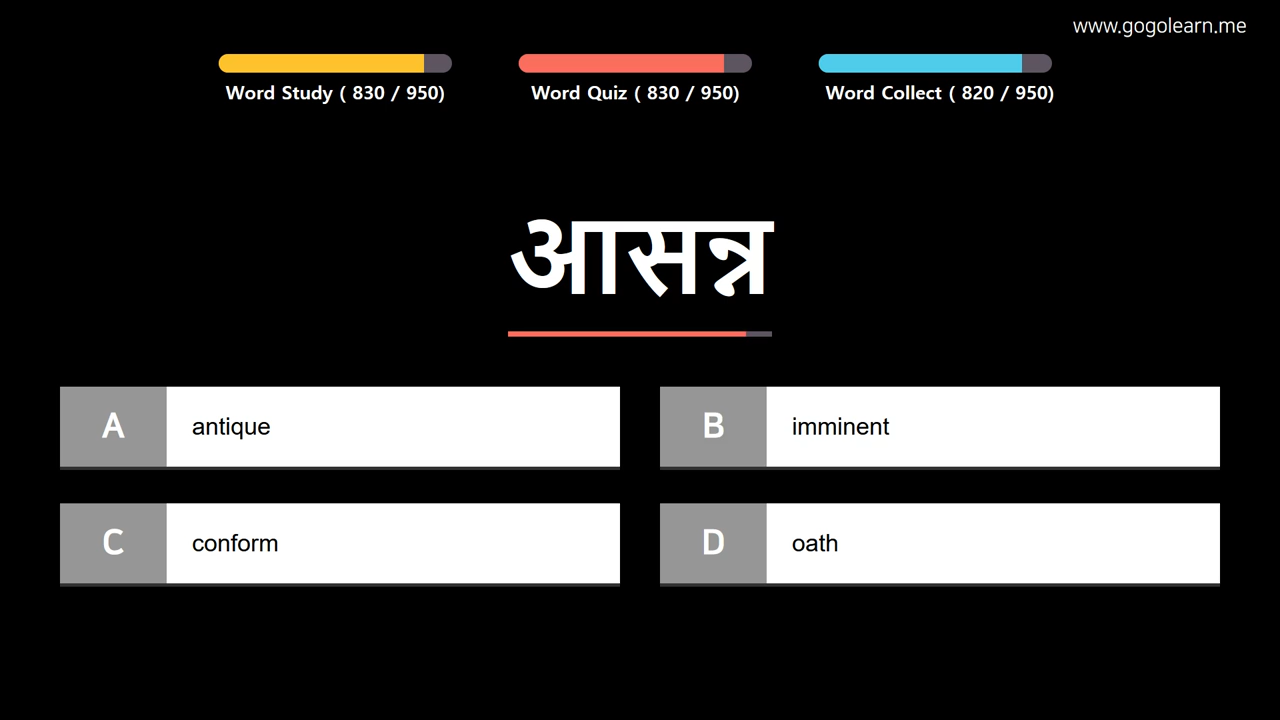 www.gogolearn.me
Word Study ( 830 / 950)
Word Quiz ( 830 / 950)
Word Collect ( 820 / 950)
आसन्न
A antique
B imminent
C conform
D oath